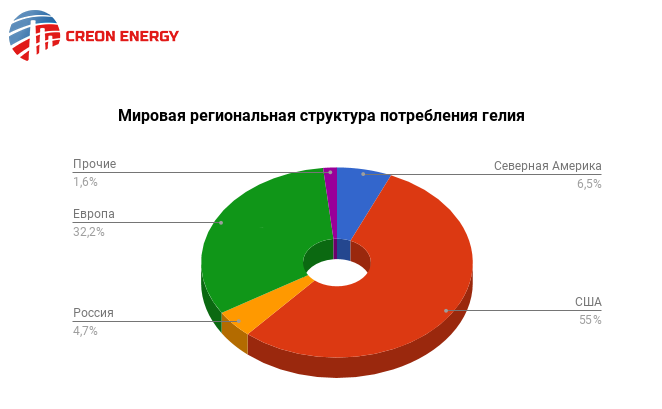 CREON ENERGY
Мировая региональная структура потребления гелия
Прочие
1,6%
Северная Америка
6,5%
Европа
32,2%
США
55%
Россия
4,7%